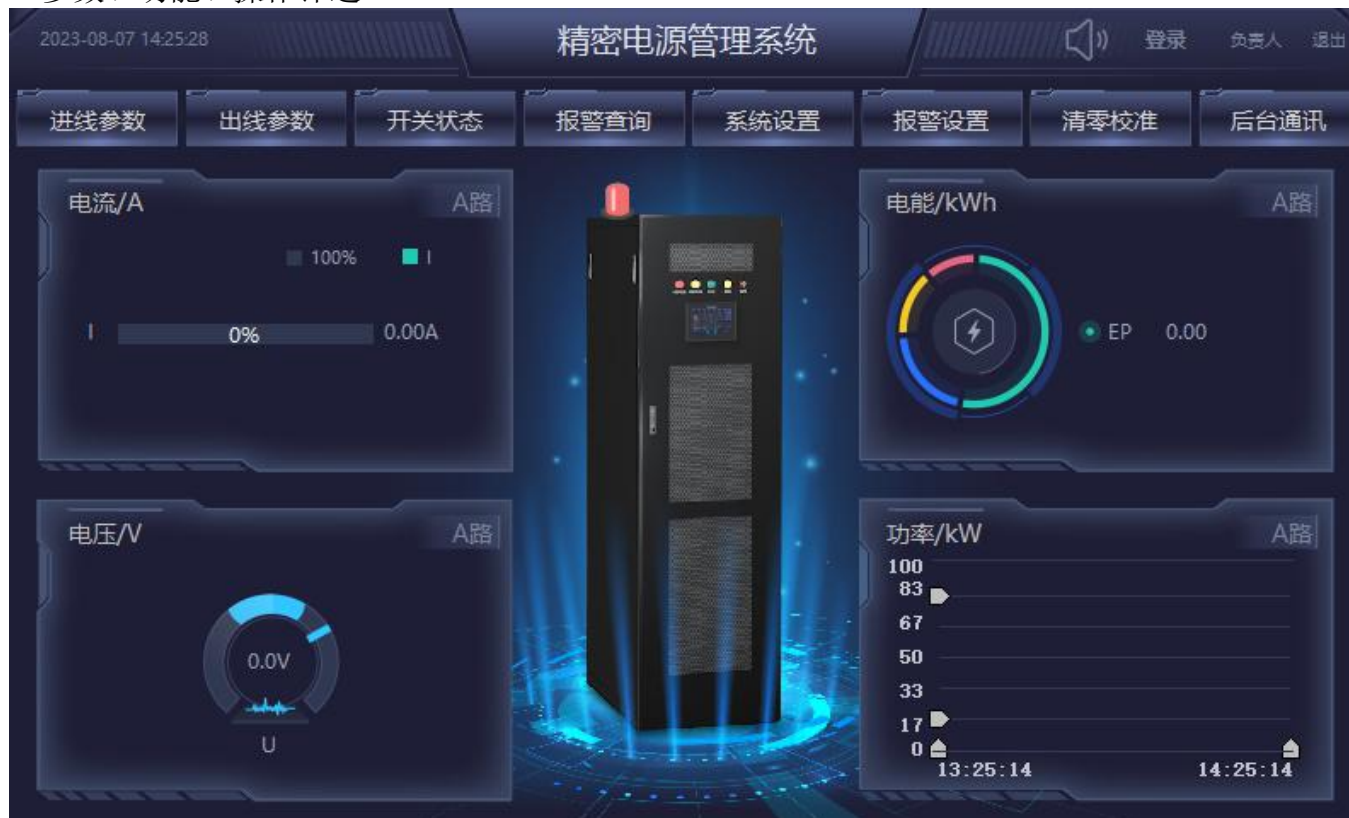 2023-08-07 14:25:28
精密电源管理系统
登录
负责人
退出
进线参数
出线参数
开关状态
报警查询
系统设置
报警设置
清零校准
后台通讯
电流/A
A路
100%
I
I
0%
0.00A
电能/kWh
A路
EP
0.00
电压/V
A路
0.0V
U
功率/kW
A路
100
83
67
50
33
17
0
13:25:14
14:25:14